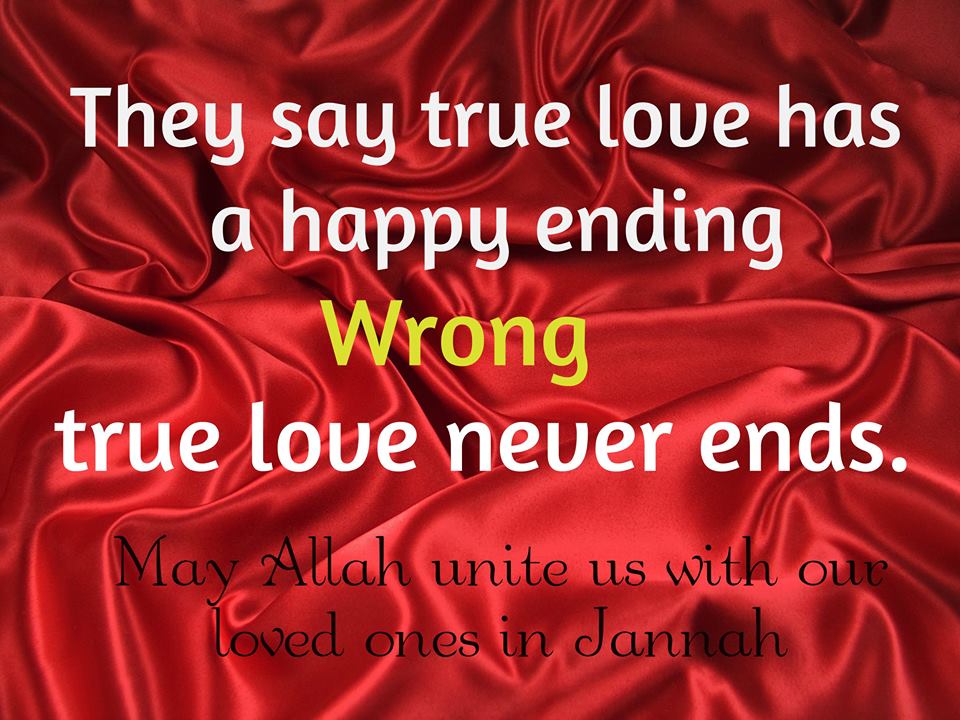 They say true love has
a happy ending
Wrong
true love never ends.
May Allah unite us with our
loved ones in Jannah